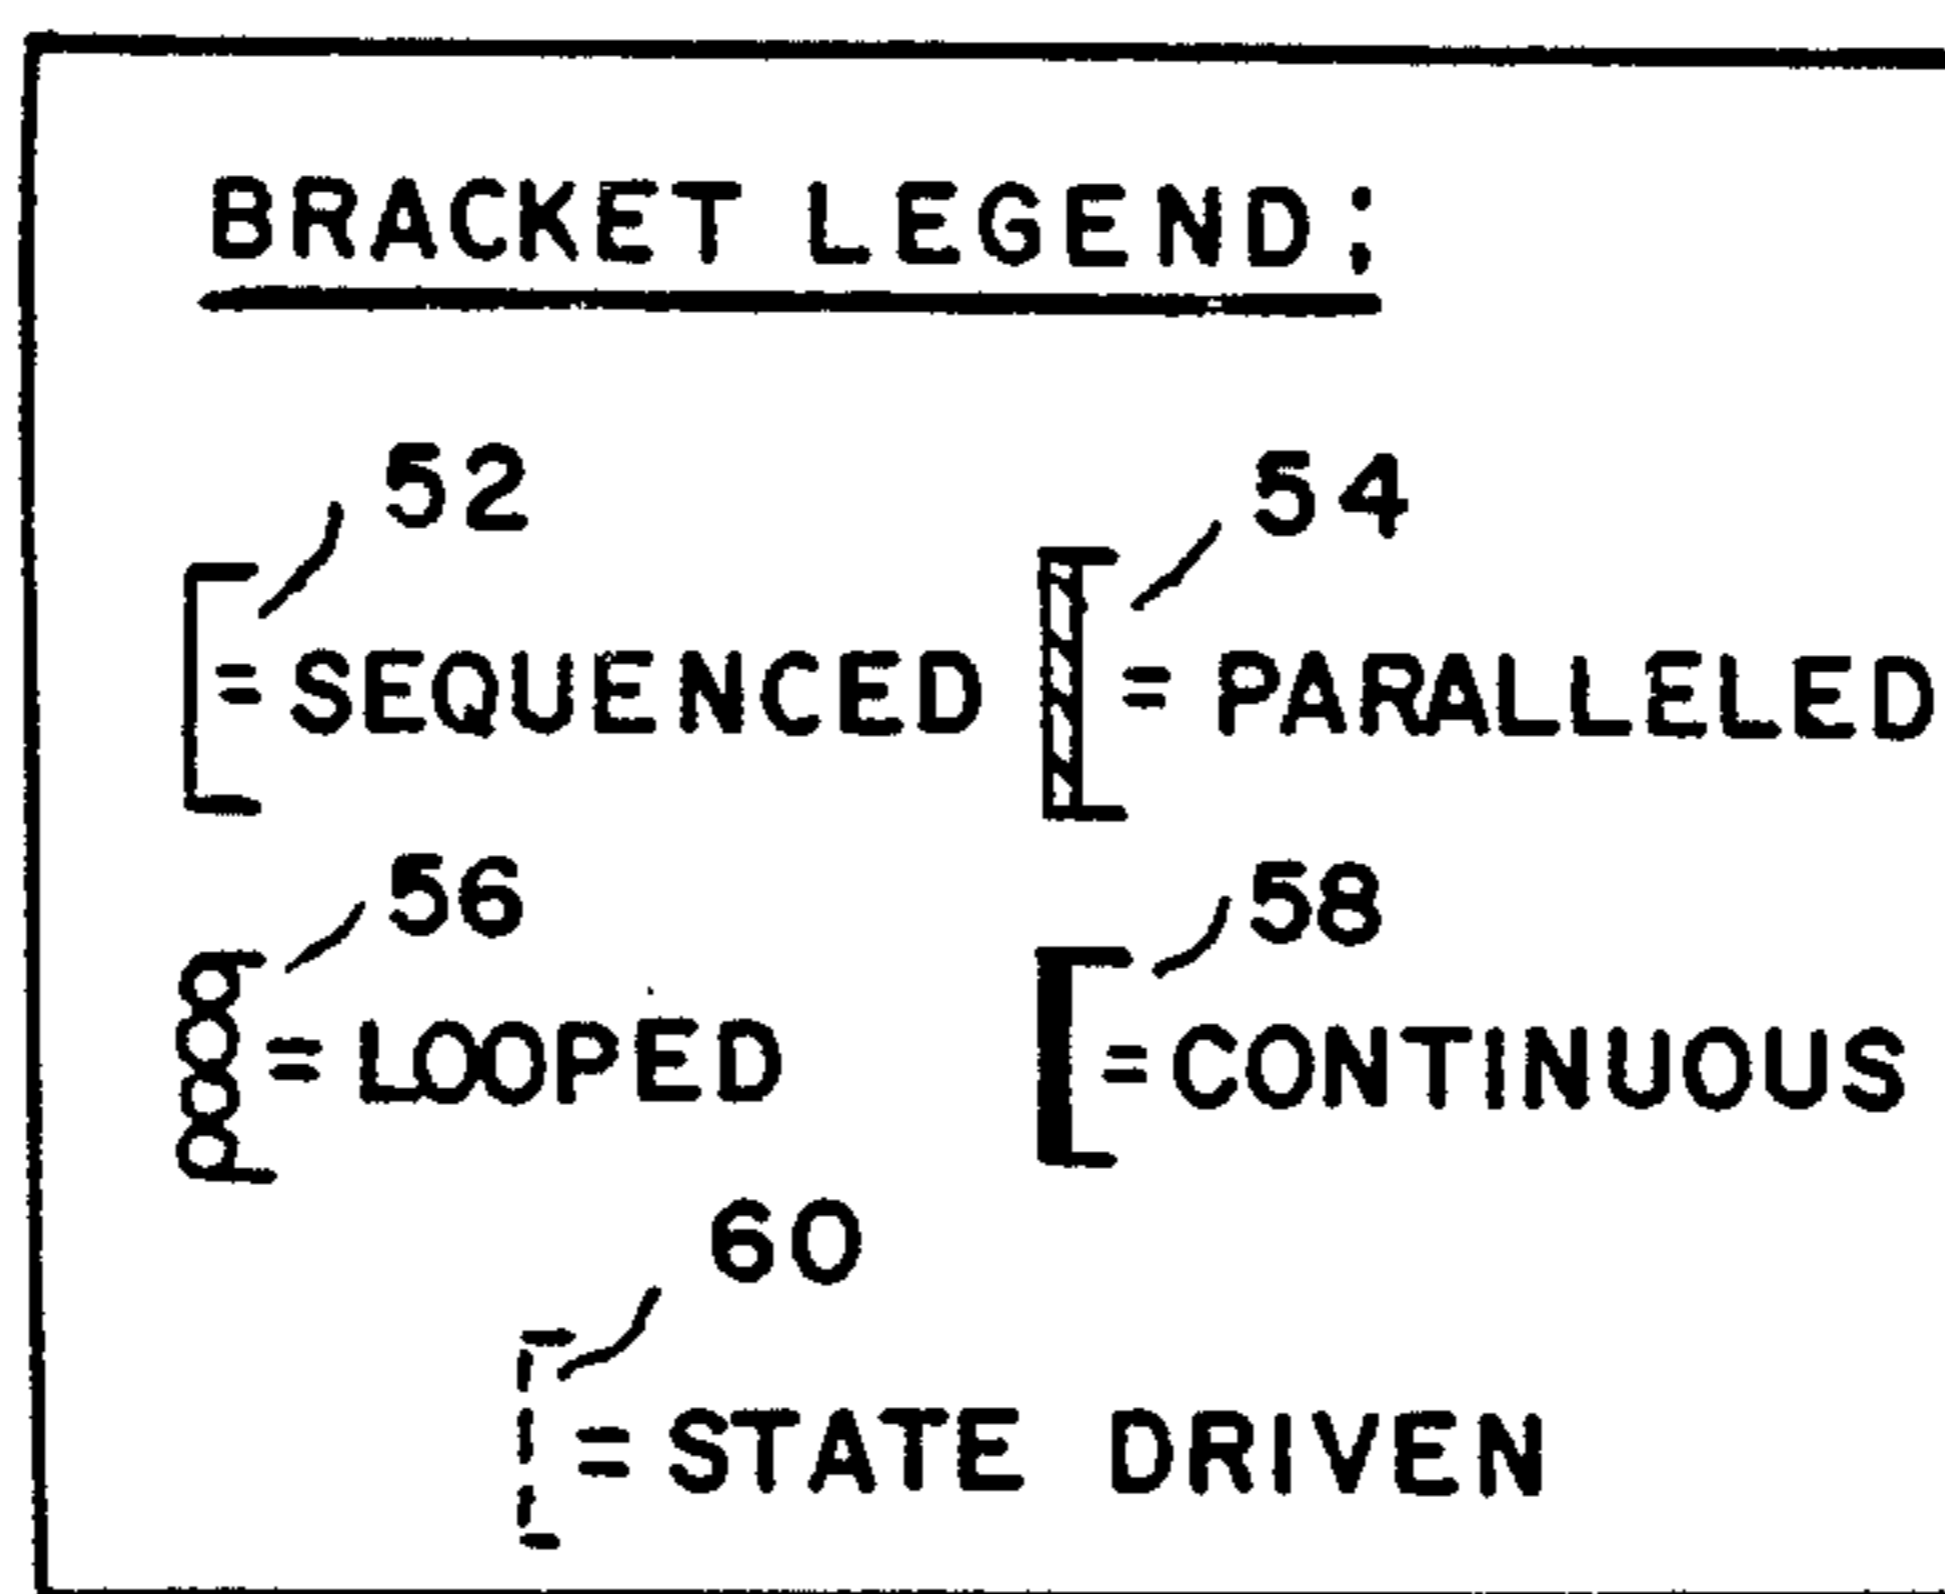 BRACKET LEGEND:
52 54
= SEQUENCED = PARALLELED
56 58
= LOOPED = CONTINUOUS
60
= STATE DRIVEN